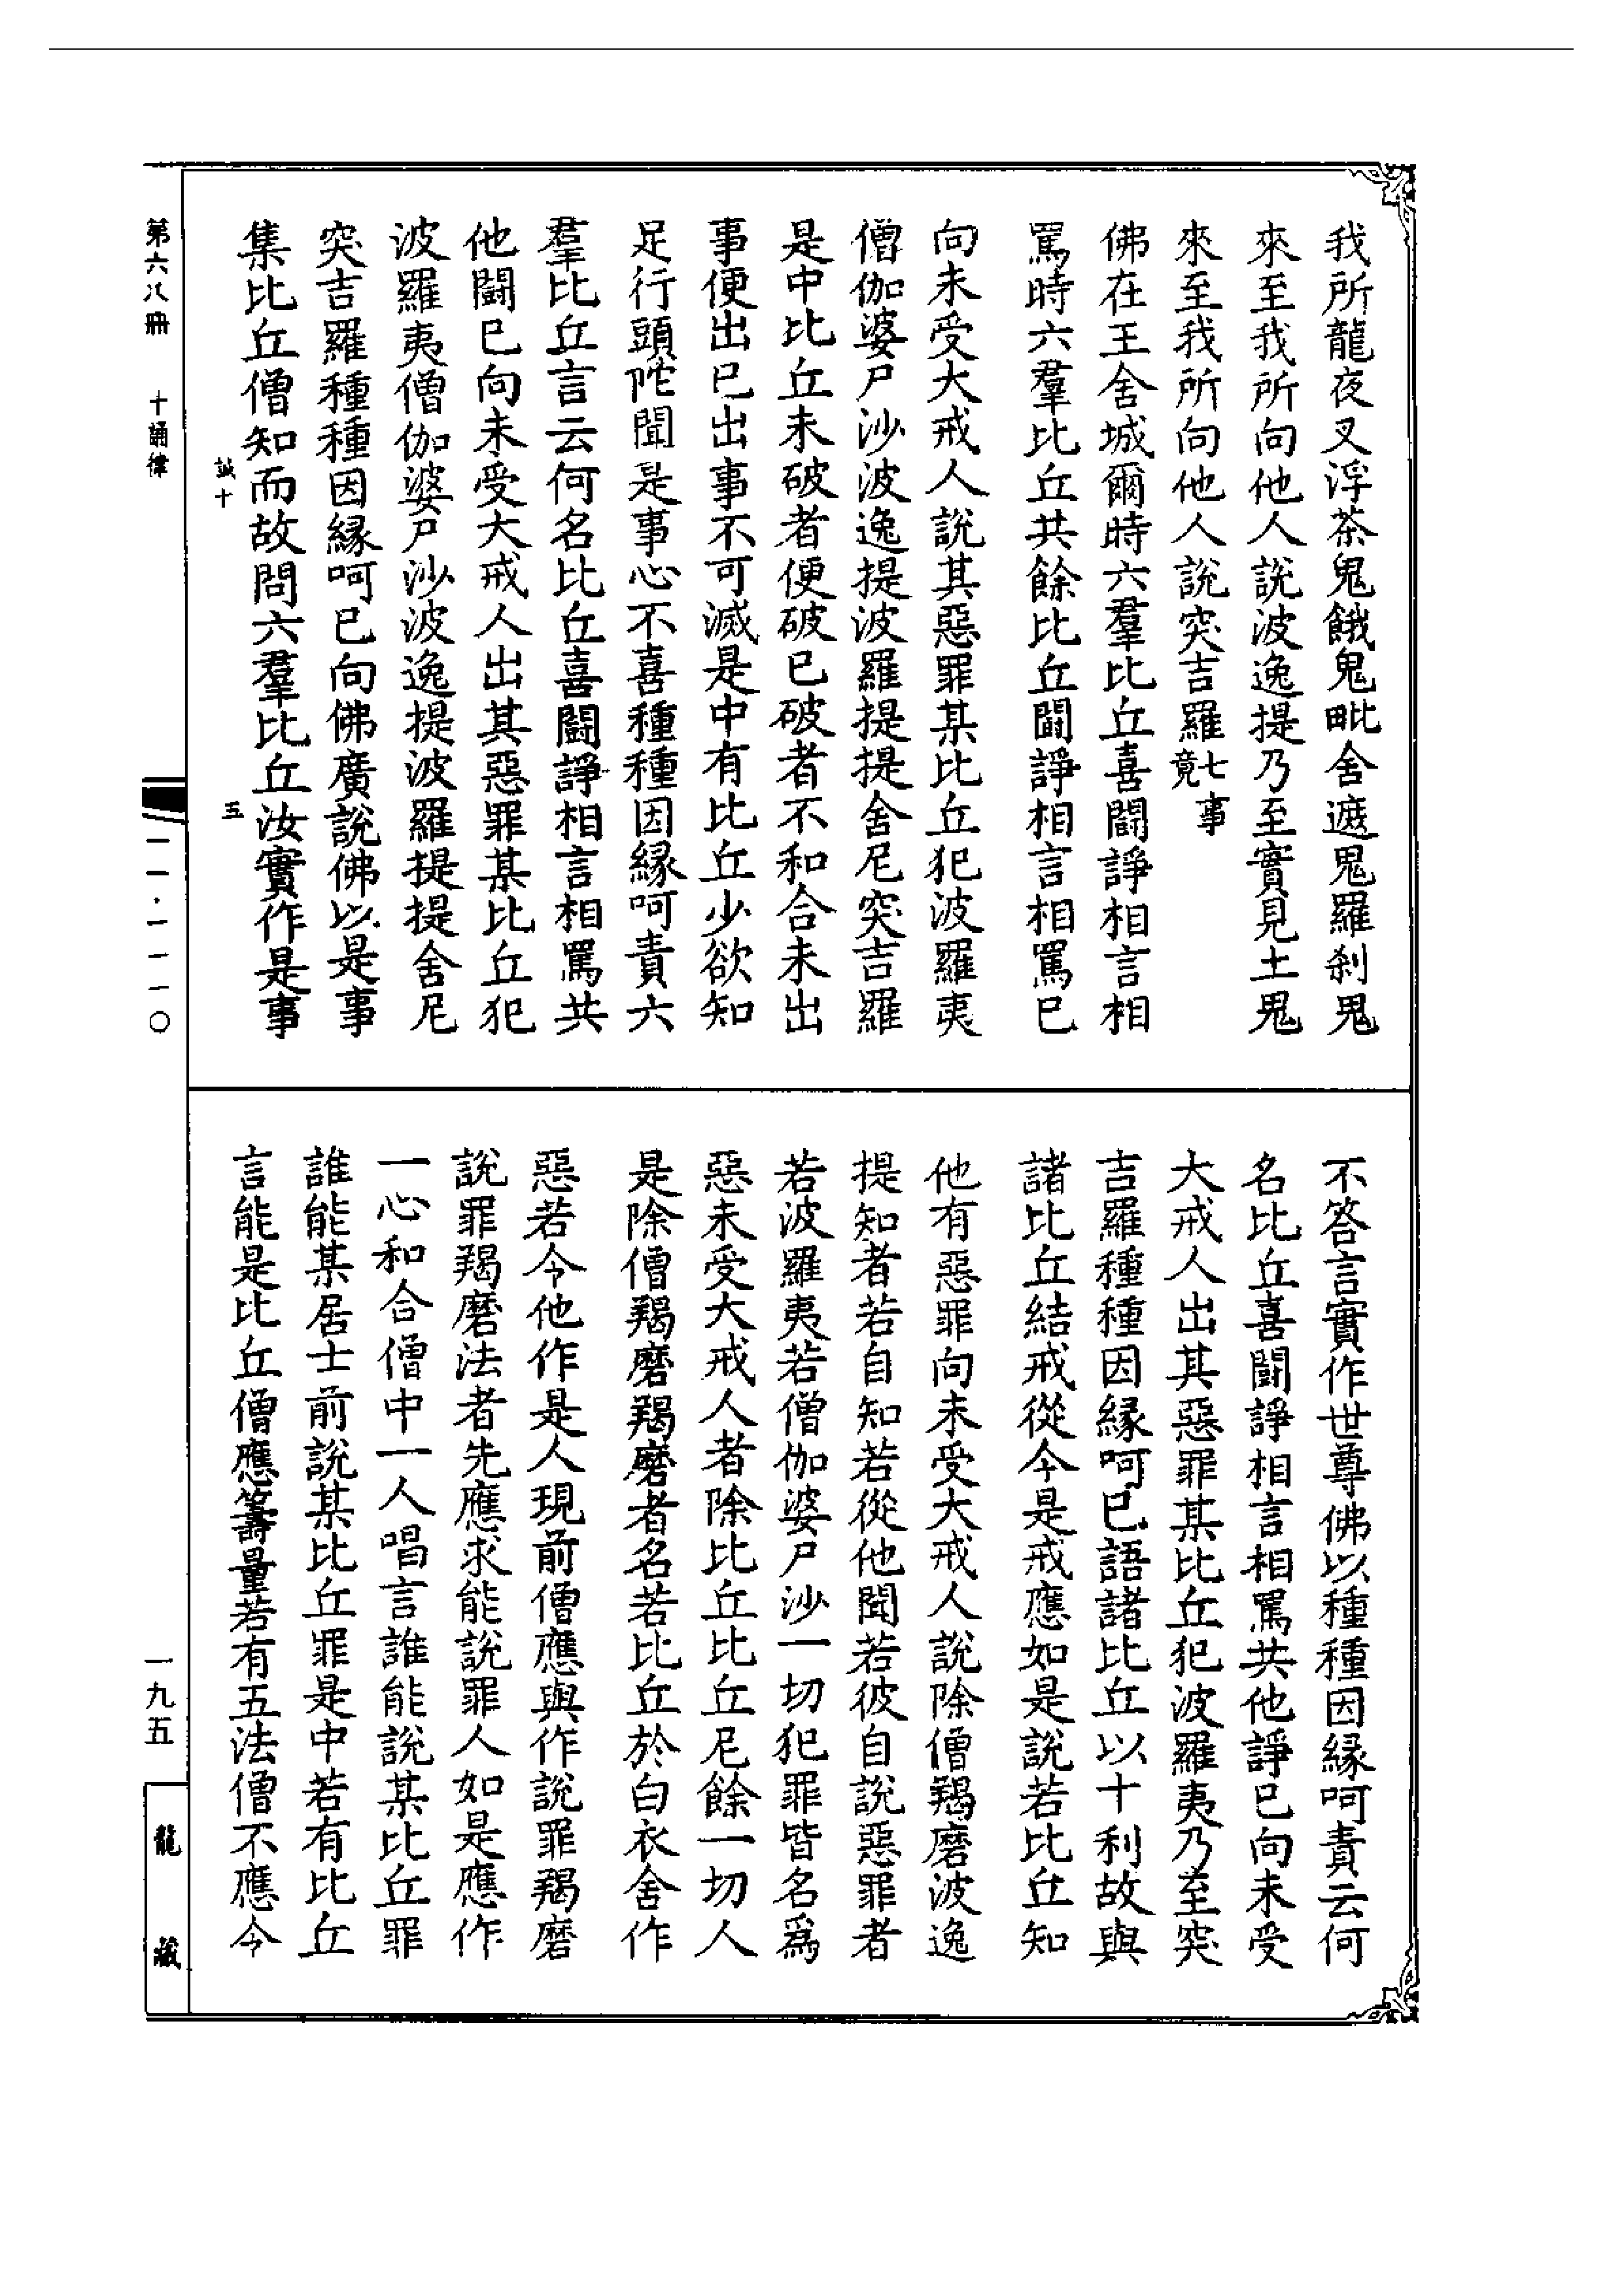 我所龍夜叉浮茶鬼餓鬼毗舍遮鬼羅刹鬼
來至我所向他人說波逸提乃至實見土鬼
來至我所向他人說突吉羅七事竟
佛在王舍城爾時六羣比丘喜鬪諍相言相
罵時六羣比丘共餘比丘鬪諍相言相罵已
向未受大戒人說其惡罪某比丘犯波羅夷
僧伽婆尸沙波逸提波羅提提舍尼突吉羅
是中比丘未破者便破已破者不和合未出
事便出已出事不可滅是中有比丘少欲知
足行頭陀聞是事心不喜種種因緣呵責六
羣比丘言云何名比丘喜鬪諍相言相罵共
他鬪已向未受大戒人出其惡罪某比丘犯
波羅夷僧伽婆尸沙波逸提波羅提提舍尼
突吉羅種種因緣呵已向佛廣說佛以是事
集比丘僧知而故問六羣比丘汝實作是事
誠十
五
不答言實作世尊佛以種種因緣呵責云何
名比丘喜鬪諍相言相罵共他諍已向未受
大戒人出其惡罪某比丘犯波羅夷乃至突
吉羅種種因緣呵已語諸比丘以十利故與
諸比丘結戒從今是戒應如是說若比丘知
他有惡罪向未受大戒人說除僧羯磨波逸
提知者若自知若從他聞若彼自說惡罪者
若波羅夷若僧伽婆尸沙一切犯罪皆名爲
惡未受大戒人者除比丘比丘尼餘一切人
是除僧羯磨羯磨者名若比丘於白衣舍作
惡若令他作是人現前僧應與作說罪羯磨
說罪羯磨法者先應求能說罪人如是應作
一心和合僧中一人唱言誰能說某比丘罪
誰能某居士前說某比丘罪是中若有比丘
言能是比丘僧應籌量若有五法僧不應令
第六八冊 十誦律
一一·一一一〇
一九五
龍藏